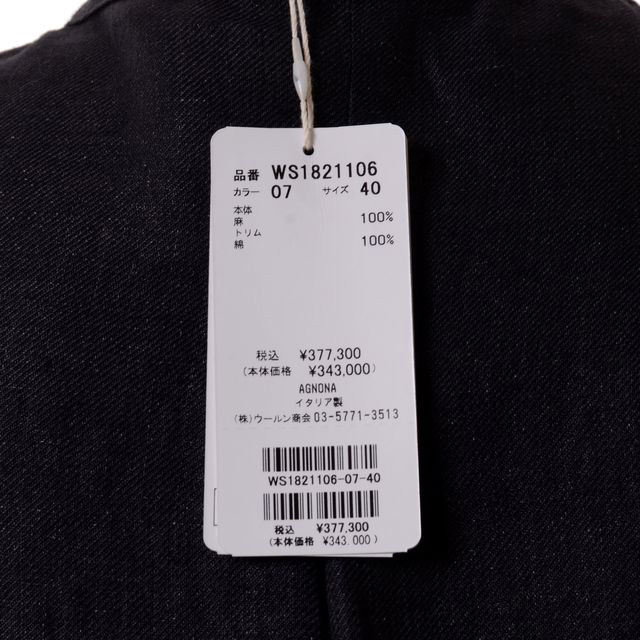 品番 WS1821106
カラー 07 サイズ 40
本体
麻 100%
トリム
綿 100%
税込 ¥377,300
(本体価格 ¥343,000)
AGNONA
イタリア製
(株)ウールン商会 03-5771-3513
WS1821106-07-40
税込 ¥377,300
(本体価格 ¥343,000)